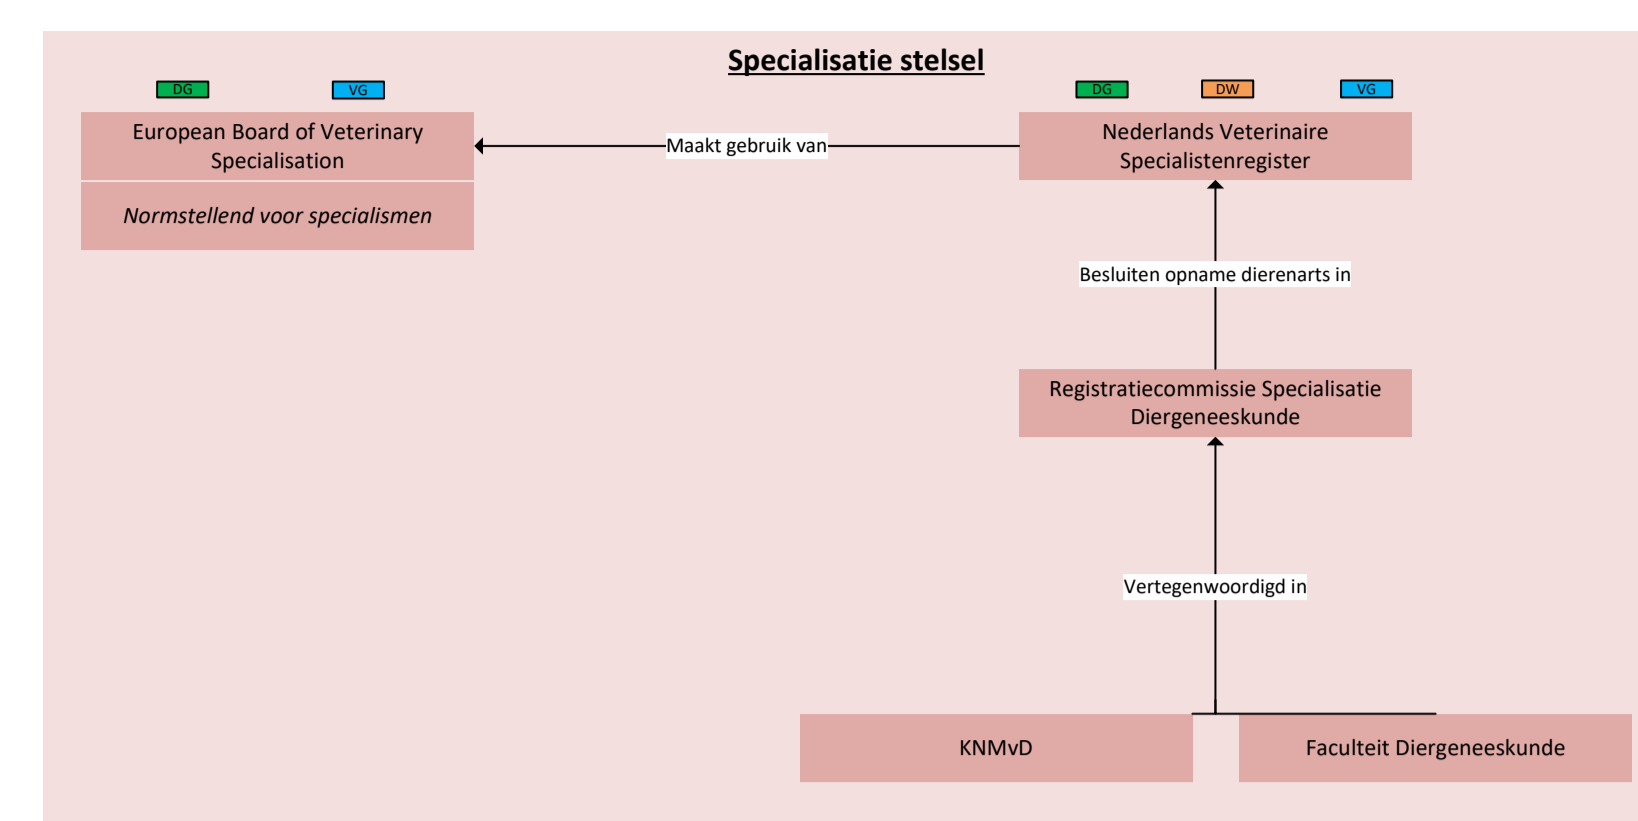 Specialisatie stelsel
DG
VG
DG
DW
VG
European Board of Veterinary
Specialisation
Maakt gebruik van
Nederlands Veterinaire
Specialistenregister
Normstellend voor specialismen
Besluiten opname dierenarts in
Registratiecommissie Specialisatie
Diergeneeskunde
Vertegenwoordigd in
KNMvD
Faculteit Diergeneeskunde